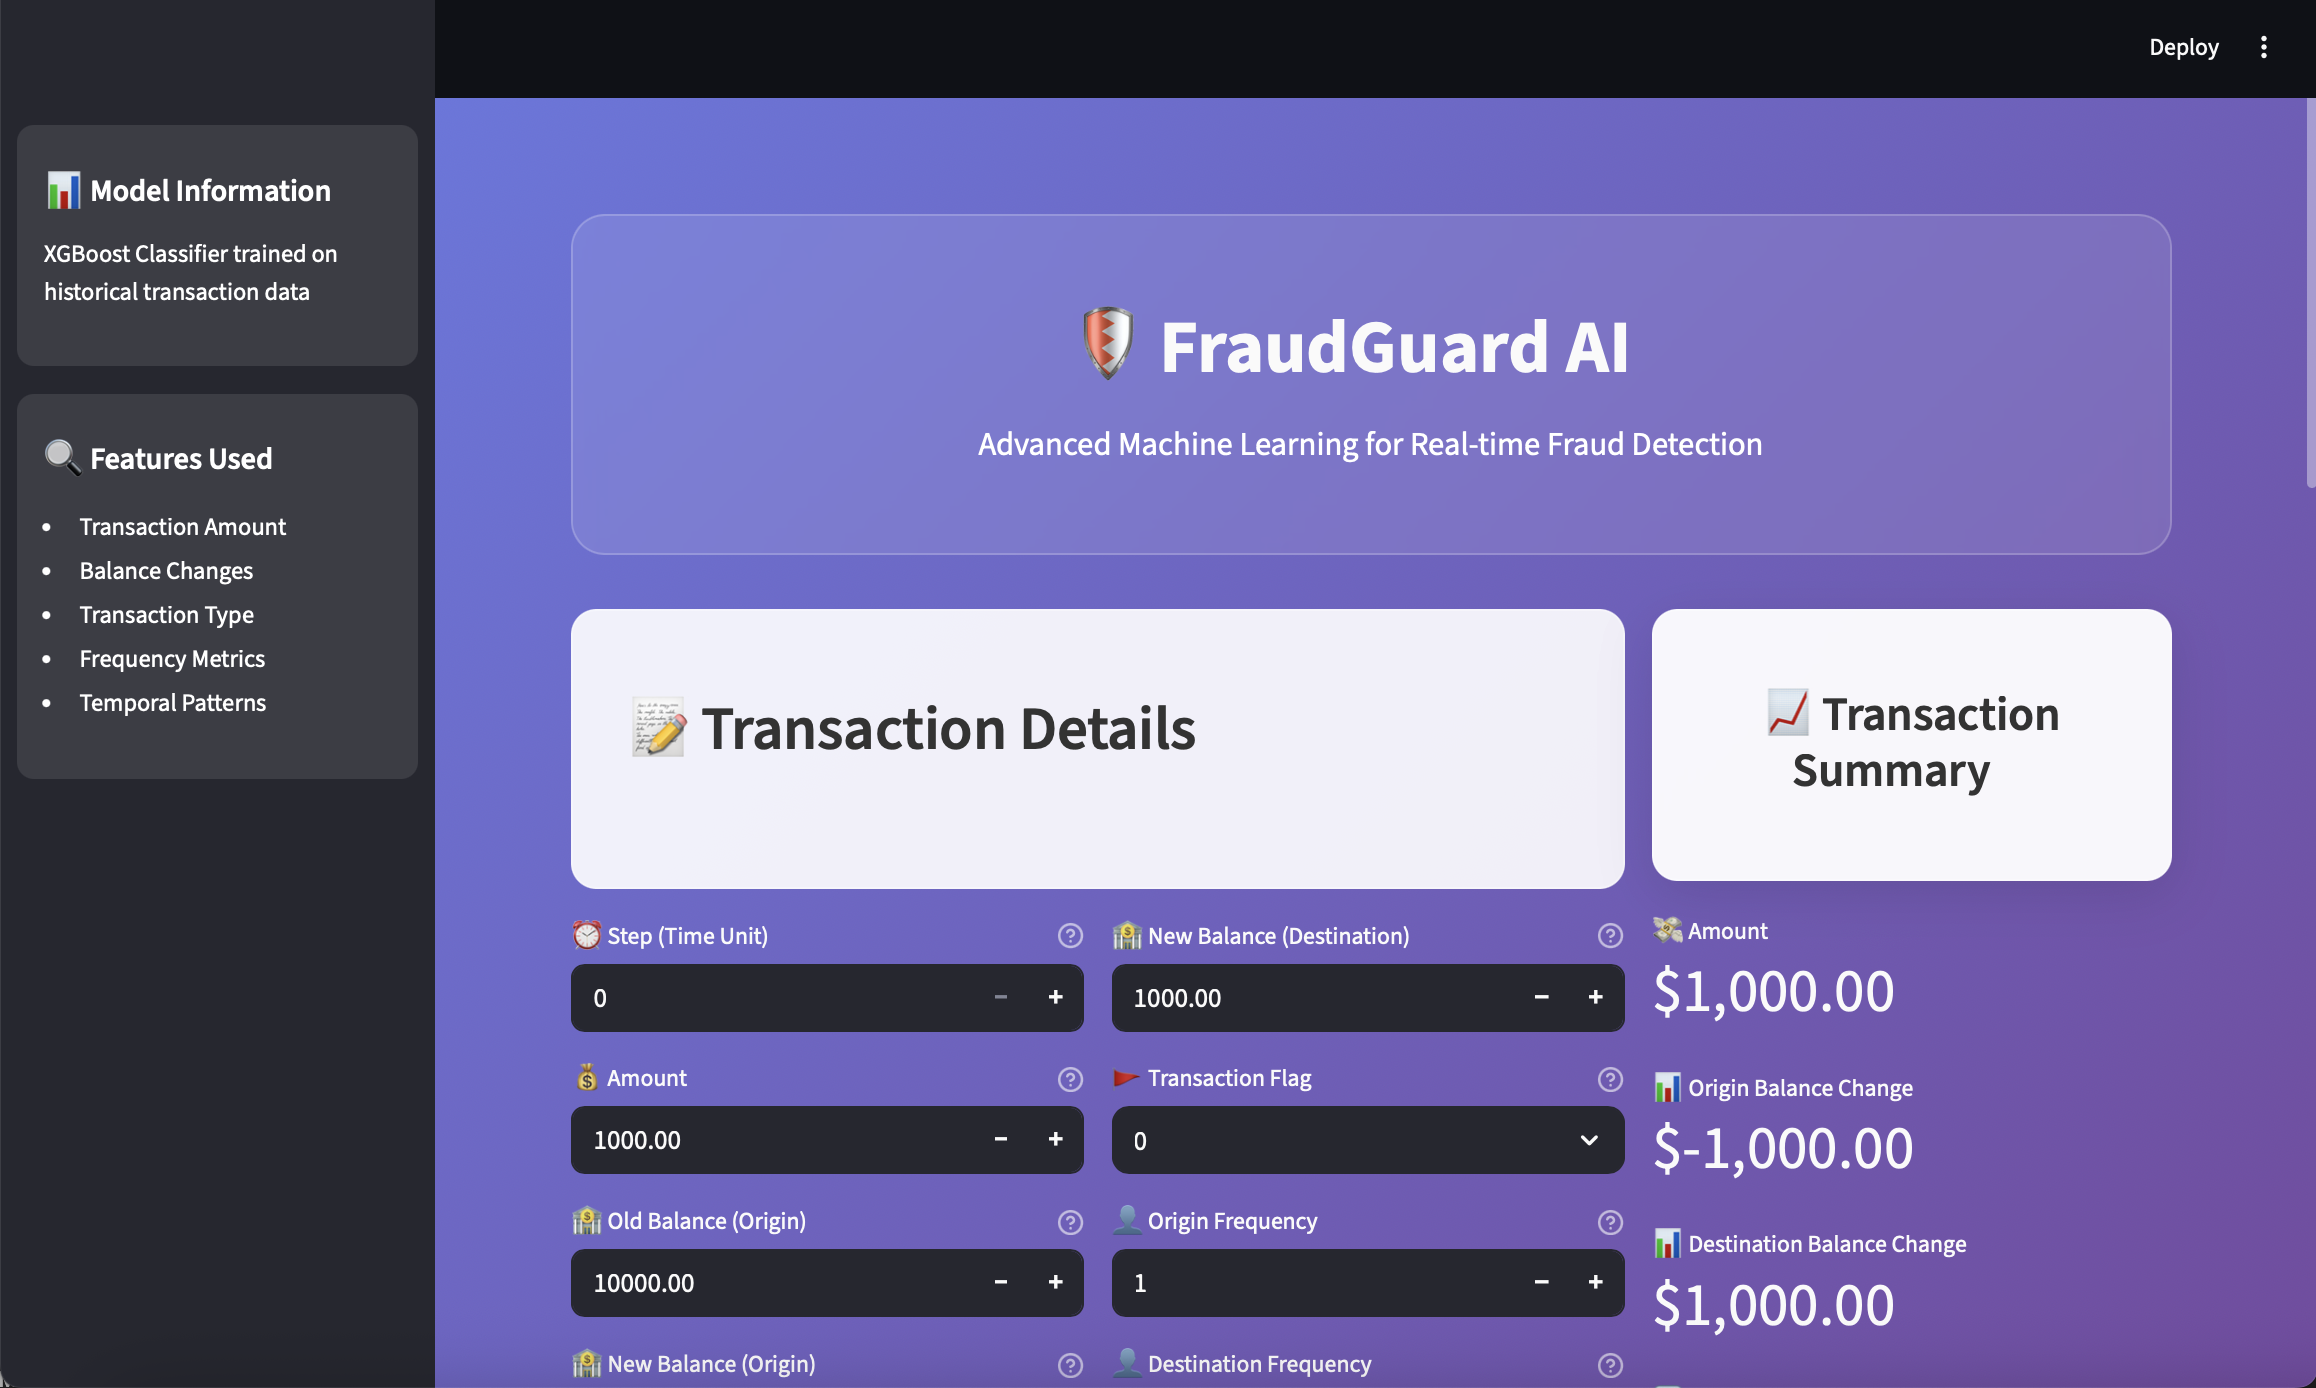 Deploy
Model Information
XGBoost Classifier trained on
historical transaction data
Features Used
Transaction Amount
Balance Changes
Transaction Type
Frequency Metrics
Temporal Patterns
FraudGuard AI
Advanced Machine Learning for Real-time Fraud Detection
Transaction Details
Step (Time Unit)
0
Amount
1000.00
Old Balance (Origin)
10000.00
New Balance (Origin)
New Balance (Destination)
1000.00
Transaction Flag
0
Origin Frequency
1
Destination Frequency
Transaction
Summary
Amount
$1,000.00
Origin Balance Change
$-1,000.00
Destination Balance Change
$1,000.00